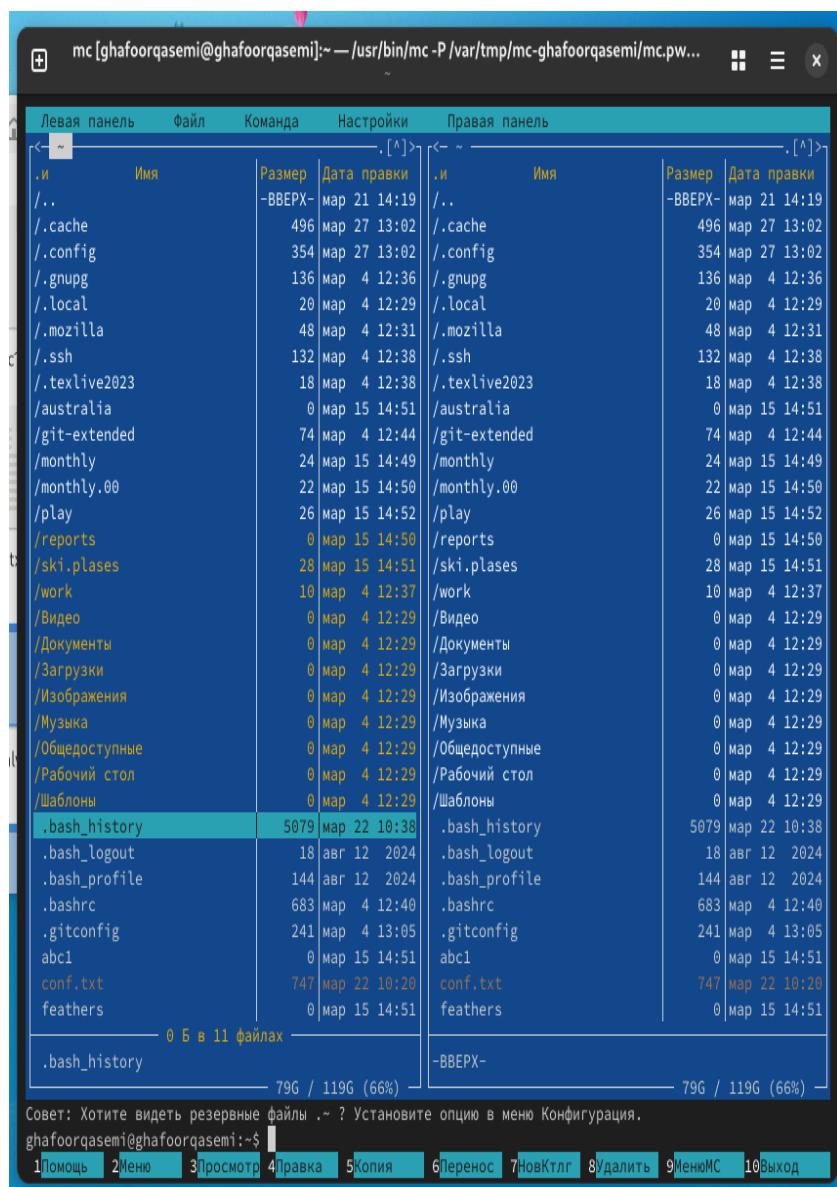 mc [ghafoorqasemi@ghafoorqasemi]:~ — /usr/bin/mc -P /var/tmp/mc-ghafoorqasemi/mc.pw...
~
Левая панель Файл Команда Настройки Правая панель
<— ~ .[^]> <— ~ .[^]>
.и Имя Размер Дата правки .и Имя Размер Дата правки
/.. -ВВЕРХ- мар 21 14:19 /.. -ВВЕРХ- мар 21 14:19
/.cache 496 мар 27 13:02 /.cache 496 мар 27 13:02
/.config 354 мар 27 13:02 /.config 354 мар 27 13:02
/.gnupg 136 мар 4 12:36 /.gnupg 136 мар 4 12:36
/.local 20 мар 4 12:29 /.local 20 мар 4 12:29
/.mozilla 48 мар 4 12:31 /.mozilla 48 мар 4 12:31
/.ssh 132 мар 4 12:38 /.ssh 132 мар 4 12:38
/.texlive2023 18 мар 4 12:38 /.texlive2023 18 мар 4 12:38
/australia 0 мар 15 14:51 /australia 0 мар 15 14:51
/git-extended 74 мар 4 12:44 /git-extended 74 мар 4 12:44
/monthly 24 мар 15 14:49 /monthly 24 мар 15 14:49
/monthly.00 22 мар 15 14:50 /monthly.00 22 мар 15 14:50
/play 26 мар 15 14:52 /play 26 мар 15 14:52
/reports 0 мар 15 14:50 /reports 0 мар 15 14:50
/ski.plases 28 мар 15 14:51 /ski.plases 28 мар 15 14:51
/work 10 мар 4 12:37 /work 10 мар 4 12:37
/Видео 0 мар 4 12:29 /Видео 0 мар 4 12:29
/Документы 0 мар 4 12:29 /Документы 0 мар 4 12:29
/Загрузки 0 мар 4 12:29 /Загрузки 0 мар 4 12:29
/Изображения 0 мар 4 12:29 /Изображения 0 мар 4 12:29
/Музыка 0 мар 4 12:29 /Музыка 0 мар 4 12:29
/Общедоступные 0 мар 4 12:29 /Общедоступные 0 мар 4 12:29
/Рабочий стол 0 мар 4 12:29 /Рабочий стол 0 мар 4 12:29
/Шаблоны 0 мар 4 12:29 /Шаблоны 0 мар 4 12:29
.bash_history 5079 мар 22 10:38 .bash_history 5079 мар 22 10:38
.bash_logout 18 авг 12 2024 .bash_logout 18 авг 12 2024
.bash_profile 144 авг 12 2024 .bash_profile 144 авг 12 2024
.bashrc 683 мар 4 12:40 .bashrc 683 мар 4 12:40
.gitconfig 241 мар 4 13:05 .gitconfig 241 мар 4 13:05
abc1 0 мар 15 14:51 abc1 0 мар 15 14:51
conf.txt 747 мар 22 10:20 conf.txt 747 мар 22 10:20
feathers 0 мар 15 14:51 feathers 0 мар 15 14:51
0 Б в 11 файлах
.bash_history -ВВЕРХ-
79G / 119G (66%) 79G / 119G (66%)
Совет: Хотите видеть резервные файлы .~ ? Установите опцию в меню Конфигурация.
ghafoorqasemi@ghafoorqasemi:~$
1Помощь 2Меню 3Просмотр 4Правка 5Копия 6Перенос 7НовКтлг 8Удалить 9МенюMC 10Выход